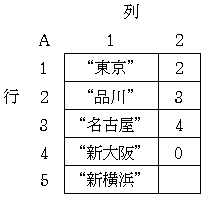 列
A 1 2
1 “東京” 2
行 2 “品川” 3
3 “名古屋” 4
4 “新大阪” 0
5 “新横浜”